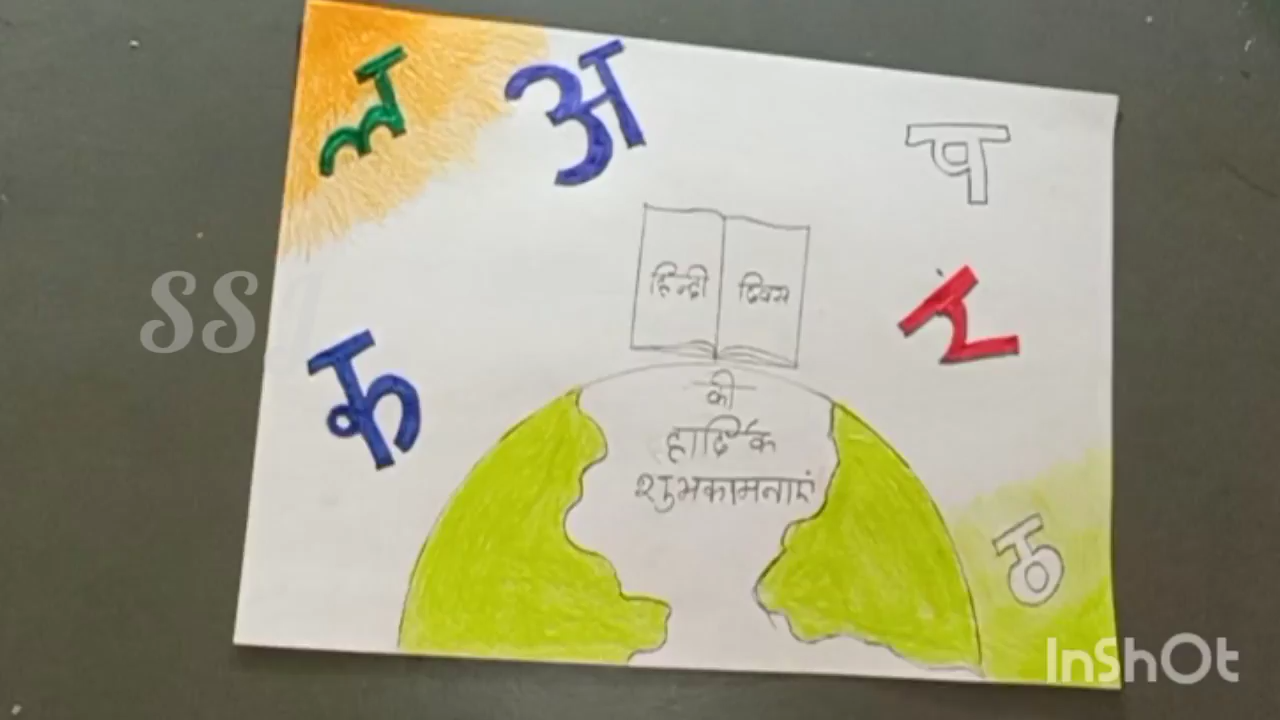 ल
अ
प
हिन्दी दिवस
र
की
हार्दिक
शुभकामनाएं
क
ठ
SS
InShOt